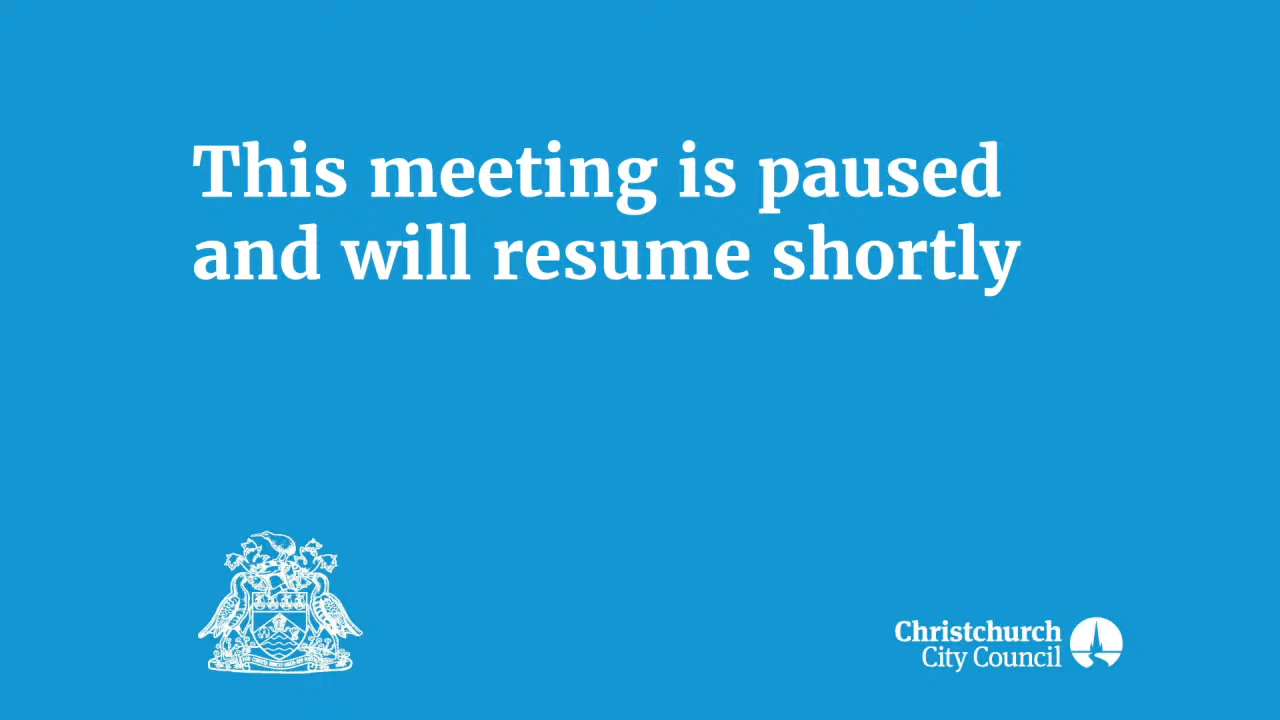 This meeting is paused
and will resume shortly
Christchurch
City Council